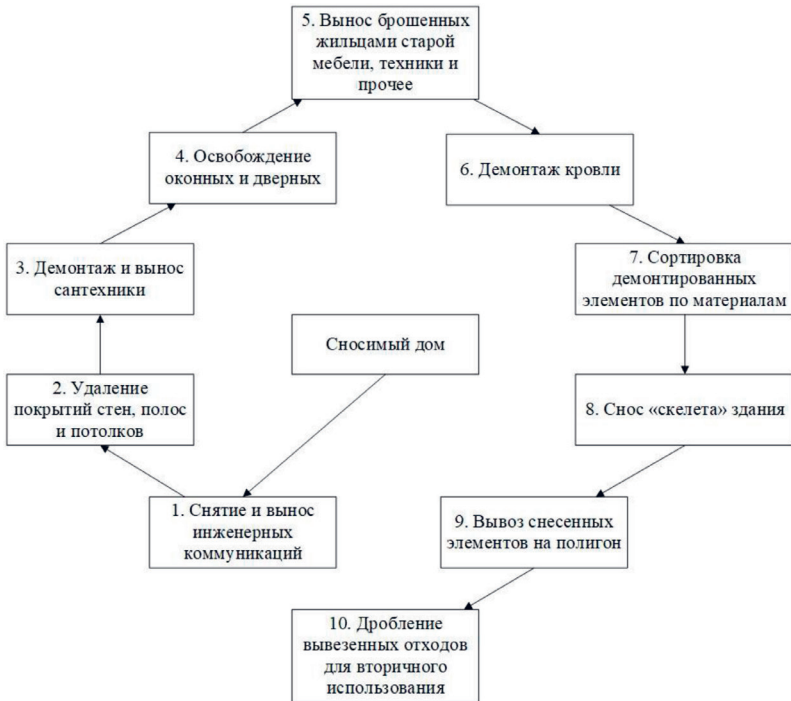 5. Вынос брошенных
жильцами старой
мебели, техники и
прочее
4. Освобождение
оконных и дверных
6. Демонтаж кровли
3. Демонтаж и вынос
сантехники
7. Сортировка
демонтированных
элементов по материалам
Сносимый дом
2. Удаление
покрытий стен, полос
и потолков
8. Снос «скелета» здания
1. Снятие и вынос
инженерных
коммуникаций
9. Вывоз снесенных
элементов на полигон
10. Дробление
вывезенных отходов
для вторичного
использования